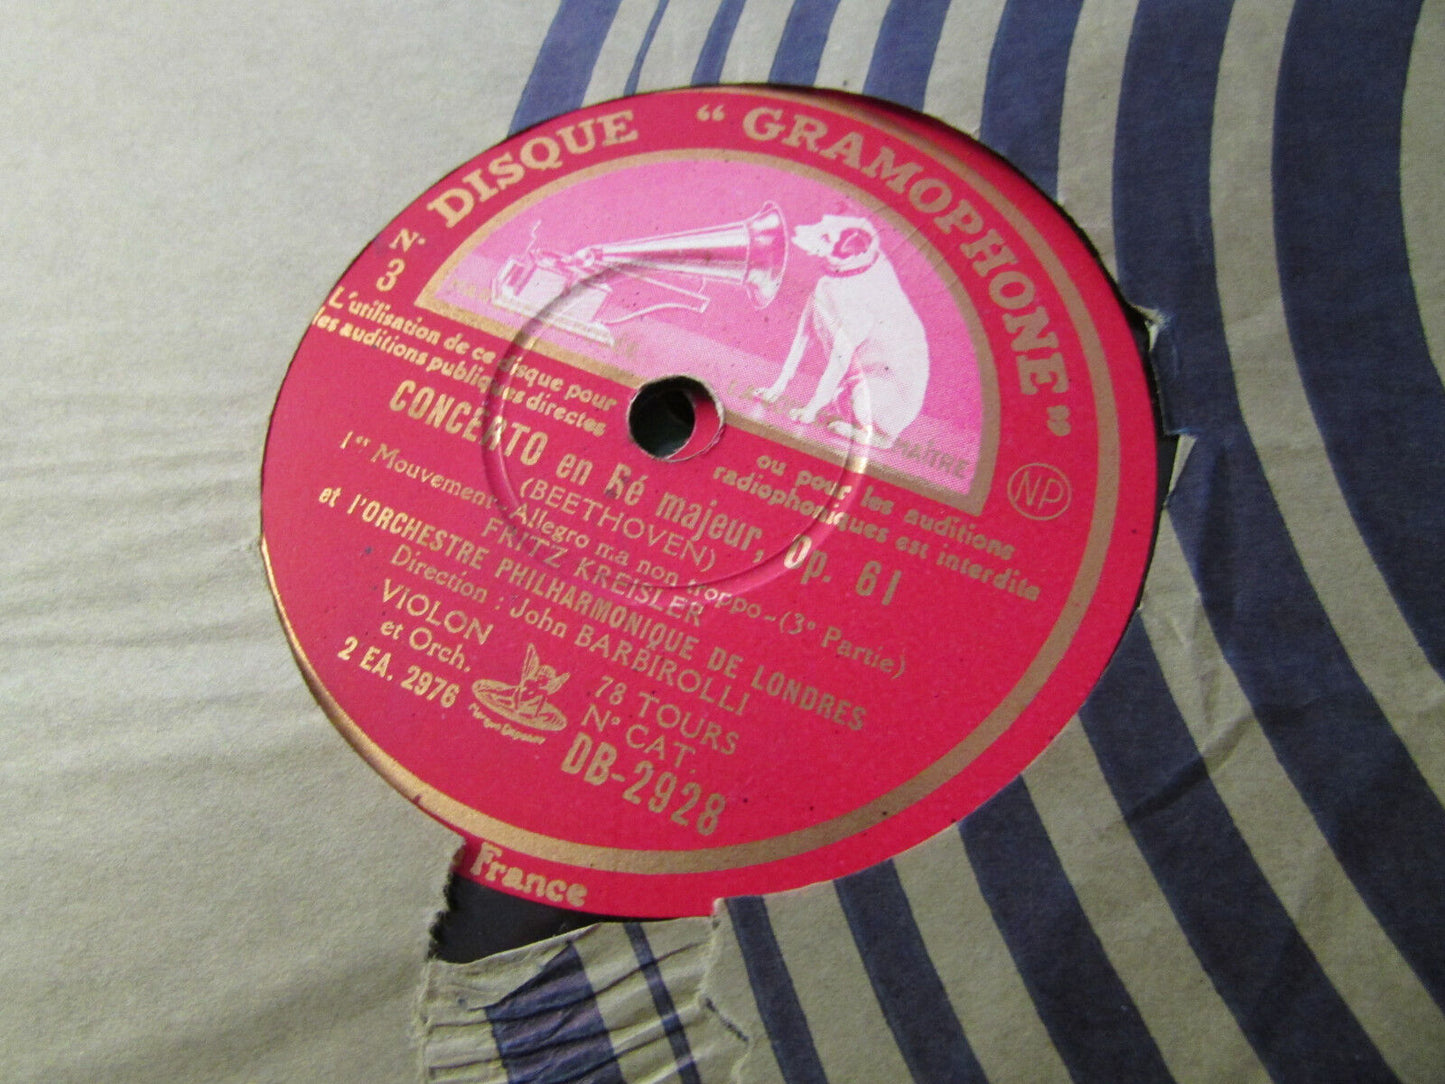 DISQUE “GRAMOPHONE”
N.
3
L'utilisation de ce disque pour
les auditions publiques directes
ou pour les auditions
radiophoniques est interdite
MAÎTRE
NP
CONCERTO en Ré majeur, Op. 61
(BEETHOVEN)
1er Mouvement: Allegro ma non troppo-(3e Partie)
FRITZ KREISLER
et l'ORCHESTRE PHILHARMONIQUE DE LONDRES
Direction : John BARBIROLLI
VIOLON
et Orch.
78 TOURS
2 EA. 2976
N° CAT.
DB-2928
France